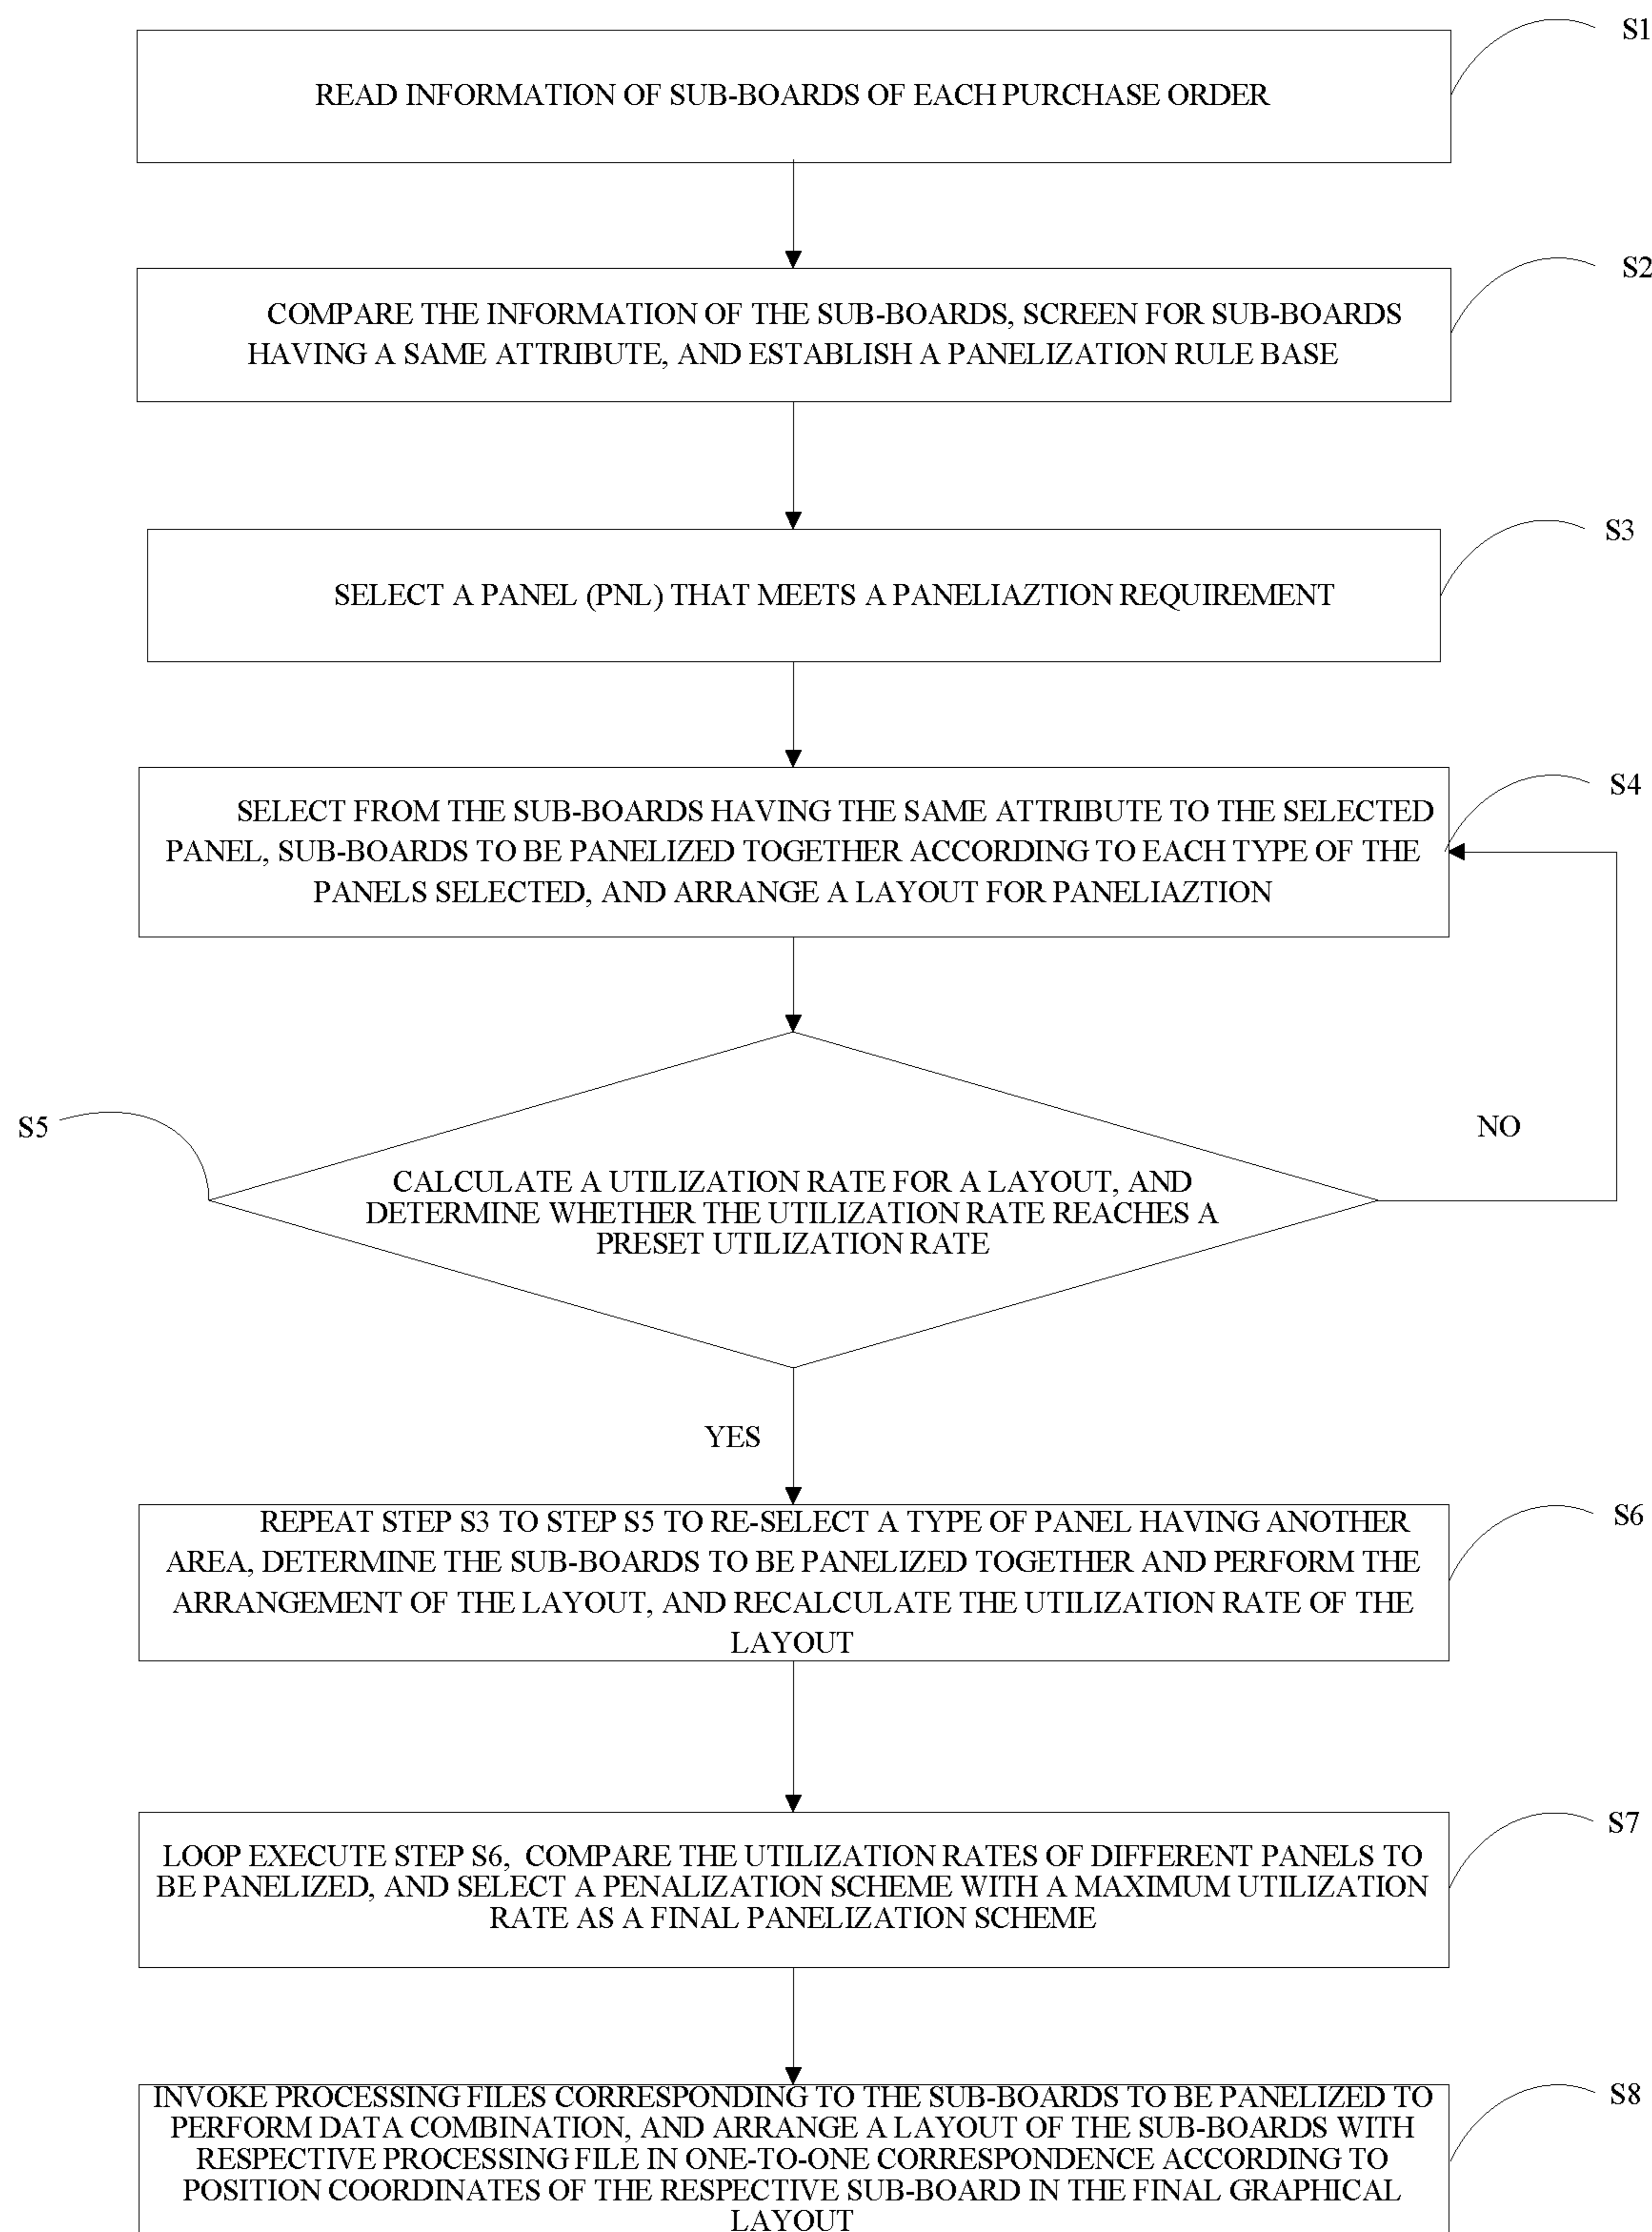 S1
READ INFORMATION OF SUB-BOARDS OF EACH PURCHASE ORDER
S2
COMPARE THE INFORMATION OF THE SUB-BOARDS, SCREEN FOR SUB-BOARDS
HAVING A SAME ATTRIBUTE, AND ESTABLISH A PANELIZATION RULE BASE
S3
SELECT A PANEL (PNL) THAT MEETS A PANELIAZTION REQUIREMENT
S4
SELECT FROM THE SUB-BOARDS HAVING THE SAME ATTRIBUTE TO THE SELECTED
PANEL, SUB-BOARDS TO BE PANELIZED TOGETHER ACCORDING TO EACH TYPE OF THE
PANELS SELECTED, AND ARRANGE A LAYOUT FOR PANELIAZTION
S5
NO
CALCULATE A UTILIZATION RATE FOR A LAYOUT, AND
DETERMINE WHETHER THE UTILIZATION RATE REACHES A
PRESET UTILIZATION RATE
YES
S6
REPEAT STEP S3 TO STEP S5 TO RE-SELECT A TYPE OF PANEL HAVING ANOTHER
AREA, DETERMINE THE SUB-BOARDS TO BE PANELIZED TOGETHER AND PERFORM THE
ARRANGEMENT OF THE LAYOUT, AND RECALCULATE THE UTILIZATION RATE OF THE
LAYOUT
S7
LOOP EXECUTE STEP S6, COMPARE THE UTILIZATION RATES OF DIFFERENT PANELS TO
BE PANELIZED, AND SELECT A PENALIZATION SCHEME WITH A MAXIMUM UTILIZATION
RATE AS A FINAL PANELIZATION SCHEME
S8
INVOKE PROCESSING FILES CORRESPONDING TO THE SUB-BOARDS TO BE PANELIZED TO
PERFORM DATA COMBINATION, AND ARRANGE A LAYOUT OF THE SUB-BOARDS WITH
RESPECTIVE PROCESSING FILE IN ONE-TO-ONE CORRESPONDENCE ACCORDING TO
POSITION COORDINATES OF THE RESPECTIVE SUB-BOARD IN THE FINAL GRAPHICAL
LAYOUT